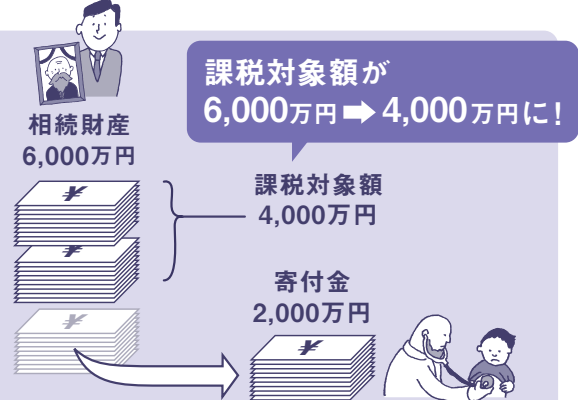 課税対象額が
6,000万円➡4,000万円に!
相続財産
6,000万円
¥
¥
¥
課税対象額
4,000万円
寄付金
2,000万円
¥